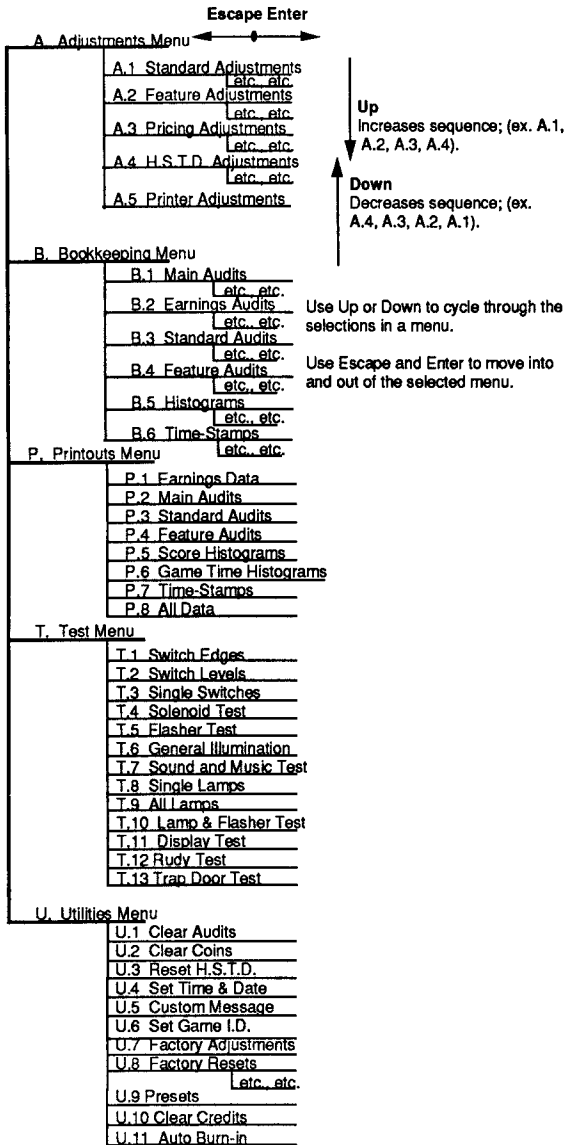 Escape Enter
A. Adjustments Menu
A.1 Standard Adjustments
etc., etc.
A.2 Feature Adjustments
etc., etc.
A.3 Pricing Adjustments
etc., etc.
A.4 H.S.T.D. Adjustments
etc., etc.
A.5 Printer Adjustments
Up
Increases sequence; (ex. A.1,
A.2, A.3, A.4).
Down
Decreases sequence; (ex.
A.4, A.3, A.2, A.1).
B. Bookkeeping Menu
B.1 Main Audits
etc., etc.
B.2 Earnings Audits
etc., etc.
B.3 Standard Audits
etc., etc.
B.4 Feature Audits
etc., etc.
B.5 Histograms
etc., etc.
B.6 Time-Stamps
etc., etc.
Use Up or Down to cycle through the
selections in a menu.
Use Escape and Enter to move into
and out of the selected menu.
P. Printouts Menu
P.1 Earnings Data
P.2 Main Audits
P.3 Standard Audits
P.4 Feature Audits
P.5 Score Histograms
P.6 Game Time Histograms
P.7 Time-Stamps
P.8 All Data
T. Test Menu
T.1 Switch Edges
T.2 Switch Levels
T.3 Single Switches
T.4 Solenoid Test
T.5 Flasher Test
T.6 General Illumination
T.7 Sound and Music Test
T.8 Single Lamps
T.9 All Lamps
T.10 Lamp & Flasher Test
T.11 Display Test
T.12 Rudy Test
T.13 Trap Door Test
U. Utilities Menu
U.1 Clear Audits
U.2 Clear Coins
U.3 Reset H.S.T.D.
U.4 Set Time & Date
U.5 Custom Message
U.6 Set Game I.D.
U.7 Factory Adjustments
U.8 Factory Resets
etc., etc.
U.9 Presets
U.10 Clear Credits
U.11 Auto Burn-in